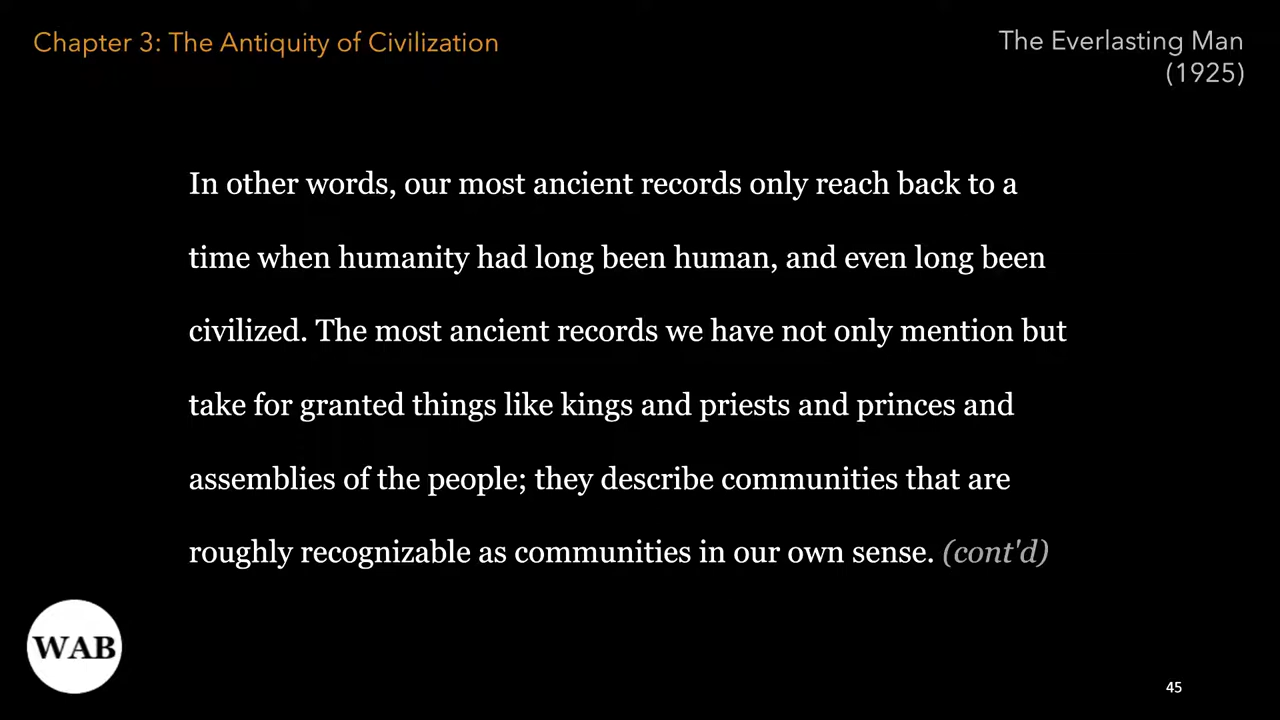 Chapter 3: The Antiquity of Civilization
The Everlasting Man
(1925)
In other words, our most ancient records only reach back to a
time when humanity had long been human, and even long been
civilized. The most ancient records we have not only mention but
take for granted things like kings and priests and princes and
assemblies of the people; they describe communities that are
roughly recognizable as communities in our own sense. (cont'd)
WAB
45